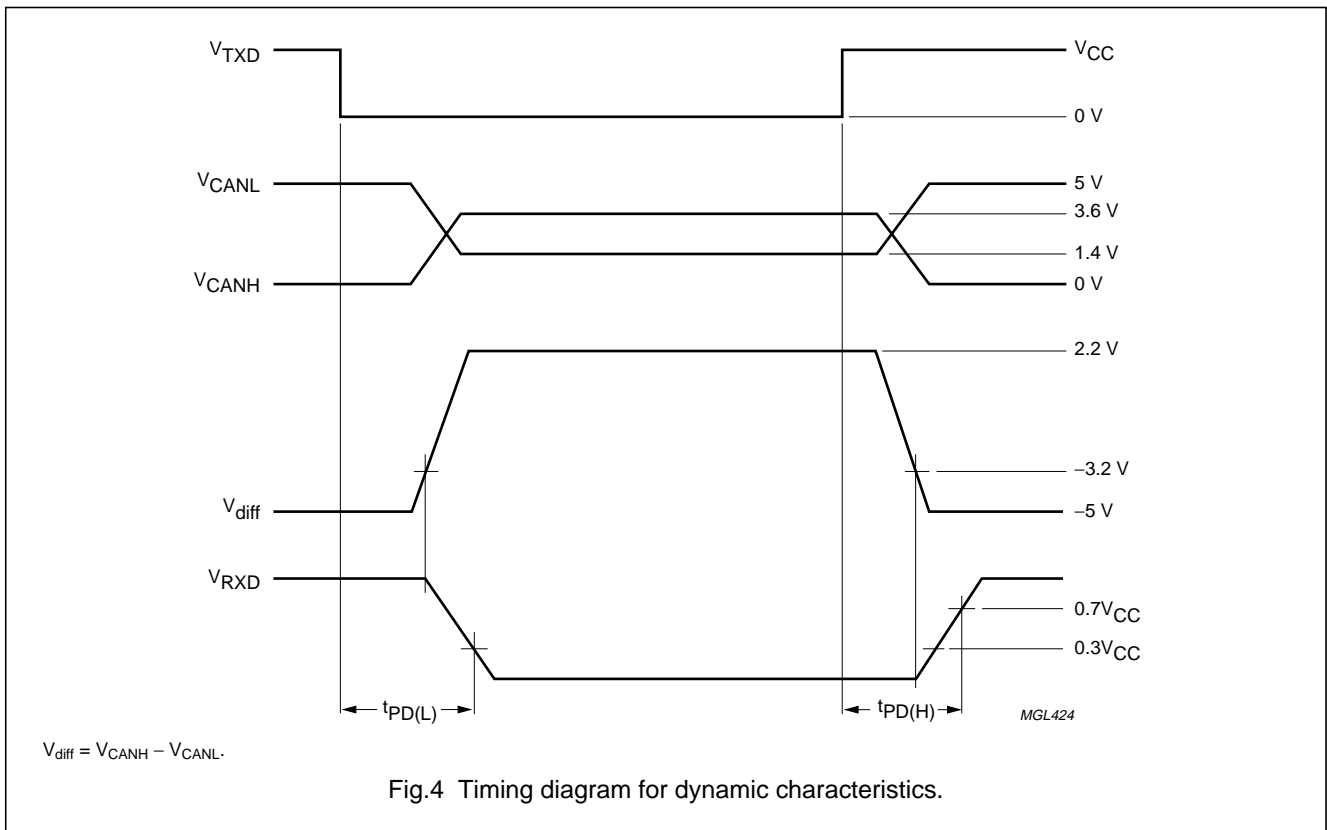 VTXD
VCC
0 V
VCANL
5 V
3.6 V
1.4 V
VCANH
0 V
2.2 V
−3.2 V
Vdiff
−5 V
VRXD
0.7VCC
0.3VCC
tPD(L)
tPD(H)
MGL424
Vdiff = VCANH − VCANL.
Fig.4 Timing diagram for dynamic characteristics.